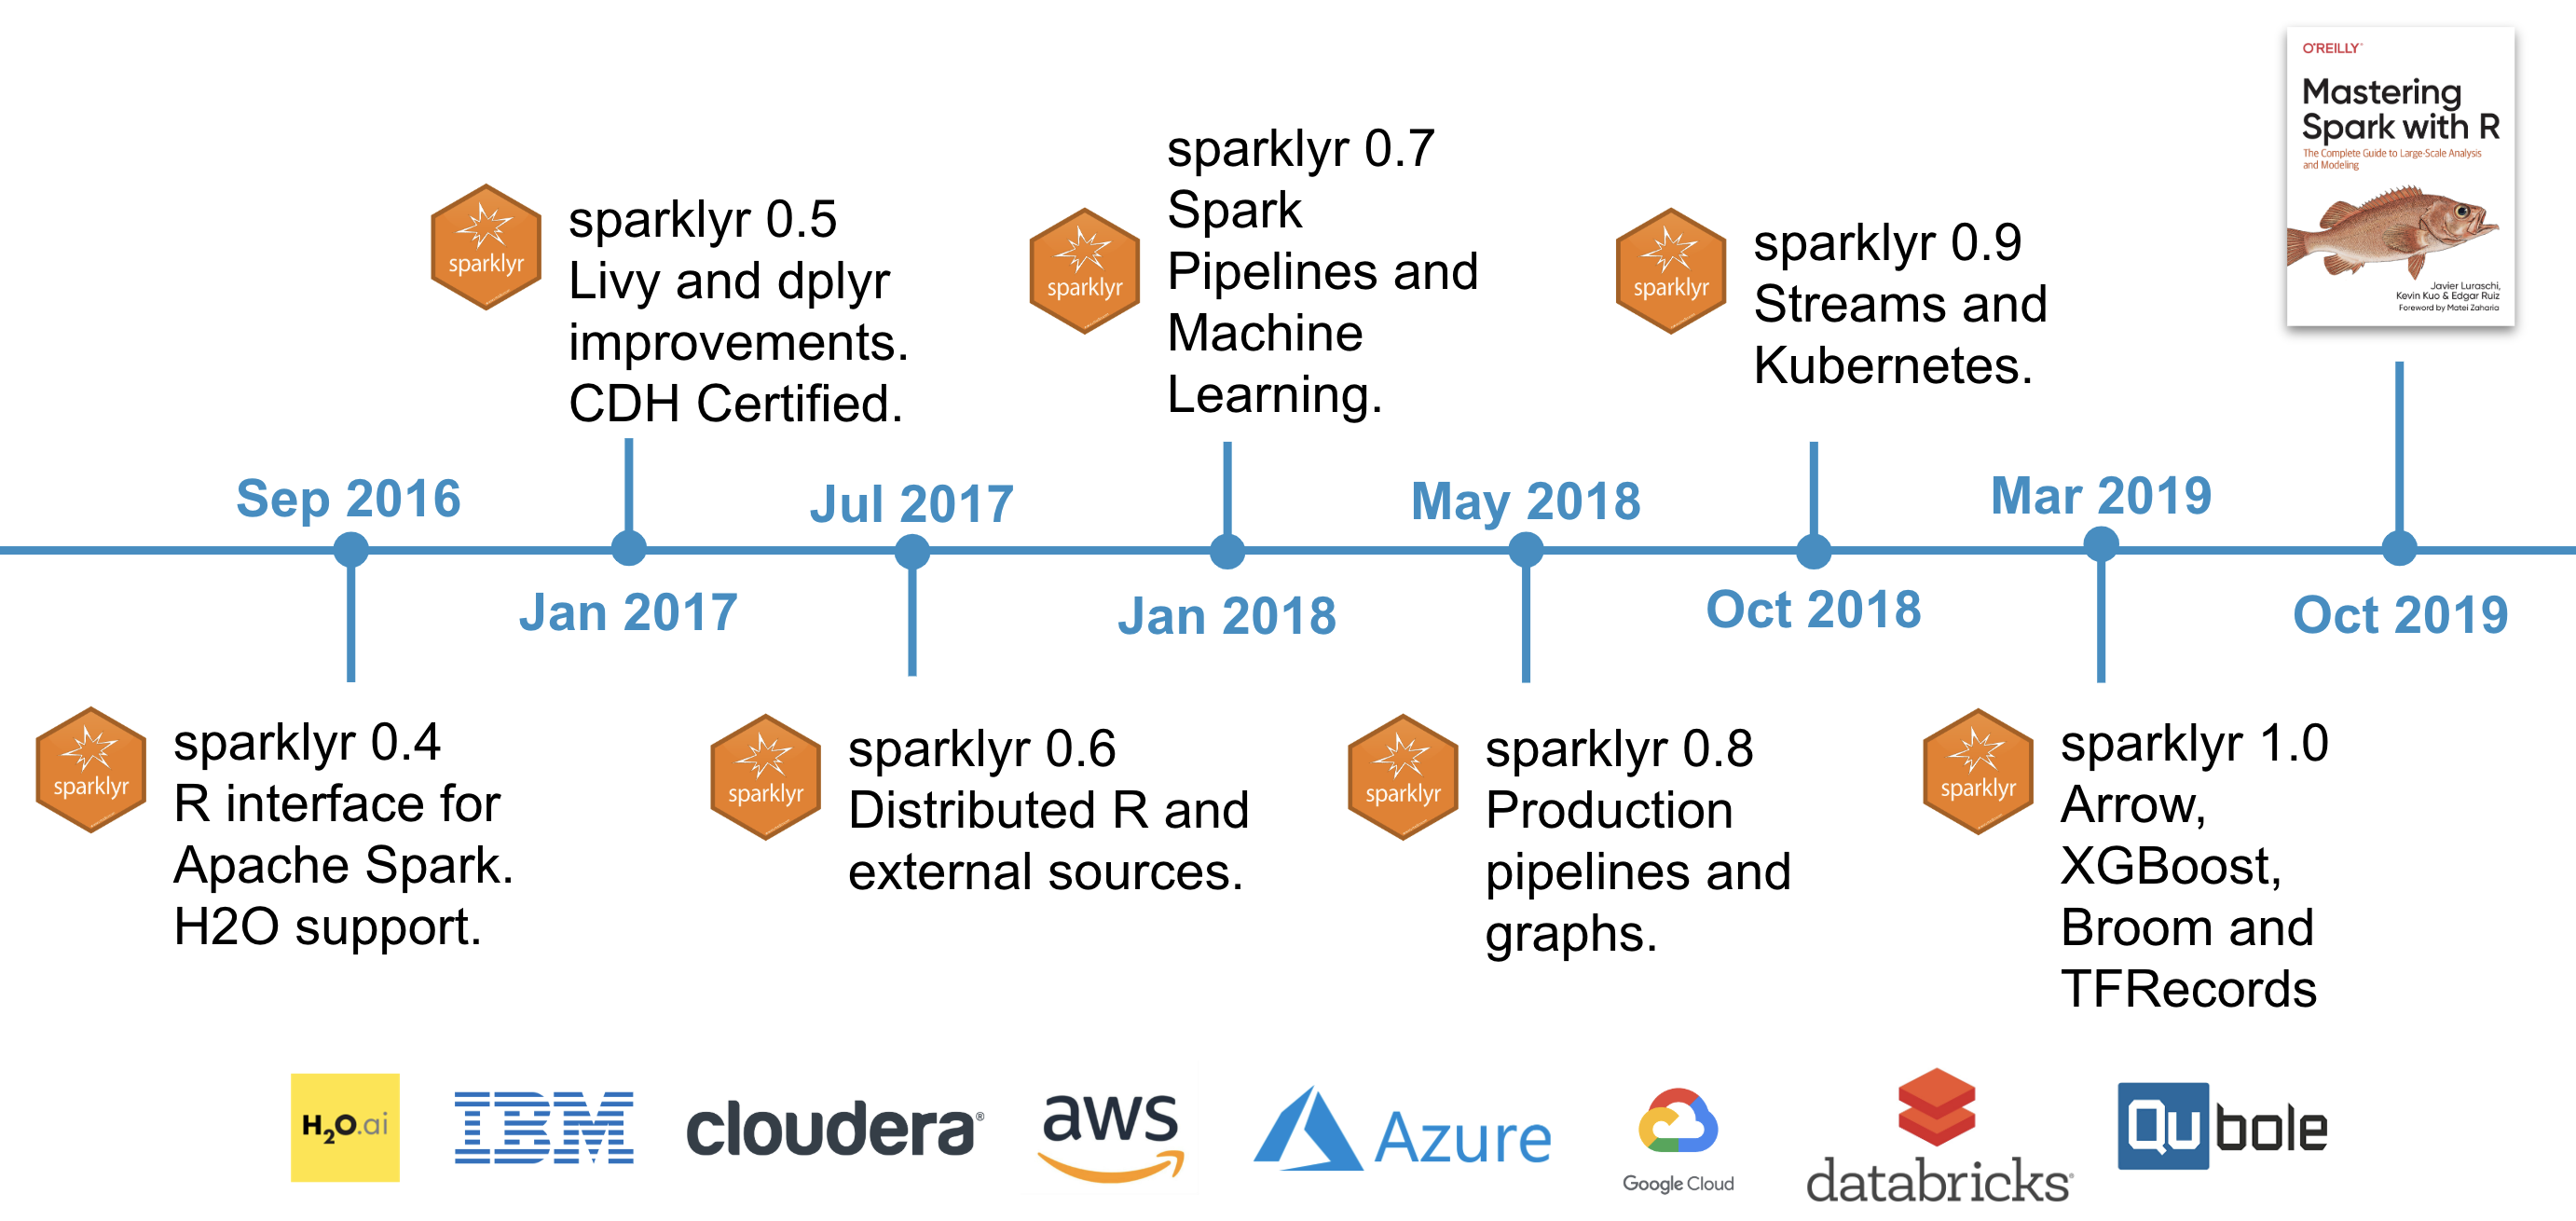 O'REILLY®
Mastering
Spark with R
The Complete Guide to Large-Scale Analysis
and Modeling
Javier Luraschi,
Kevin Kuo & Edgar Ruiz
Foreword by Matei Zaharia
sparklyr
sparklyr 0.5
Livy and dplyr
improvements.
CDH Certified.
sparklyr
sparklyr 0.7
Spark
Pipelines and
Machine
Learning.
sparklyr
sparklyr 0.9
Streams and
Kubernetes.
Sep 2016
Jan 2017
Jul 2017
Jan 2018
May 2018
Oct 2018
Mar 2019
Oct 2019
sparklyr
sparklyr 0.4
R interface for
Apache Spark.
H2O support.
sparklyr
sparklyr 0.6
Distributed R and
external sources.
sparklyr
sparklyr 0.8
Production
pipelines and
graphs.
sparklyr
sparklyr 1.0
Arrow,
XGBoost,
Broom and
TFRecords
H2O.ai
IBM
cloudera®
aws
Azure
Google Cloud
databricks
Qubole